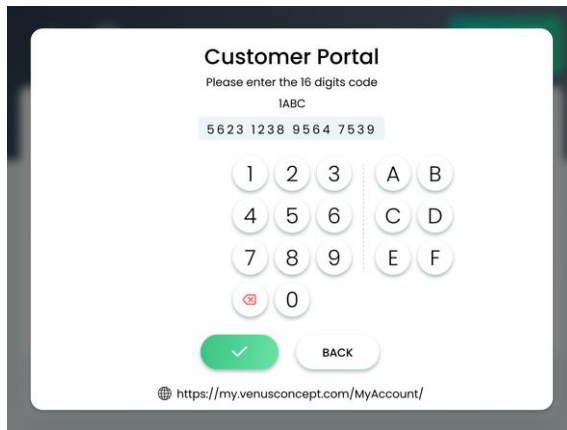 Customer Portal
Please enter the 16 digits code
1ABC
5623 1238 9564 7539
1 2 3 A B
4 5 6 C D
7 8 9 E F
0
BACK
https://my.venusconcept.com/MyAccount/